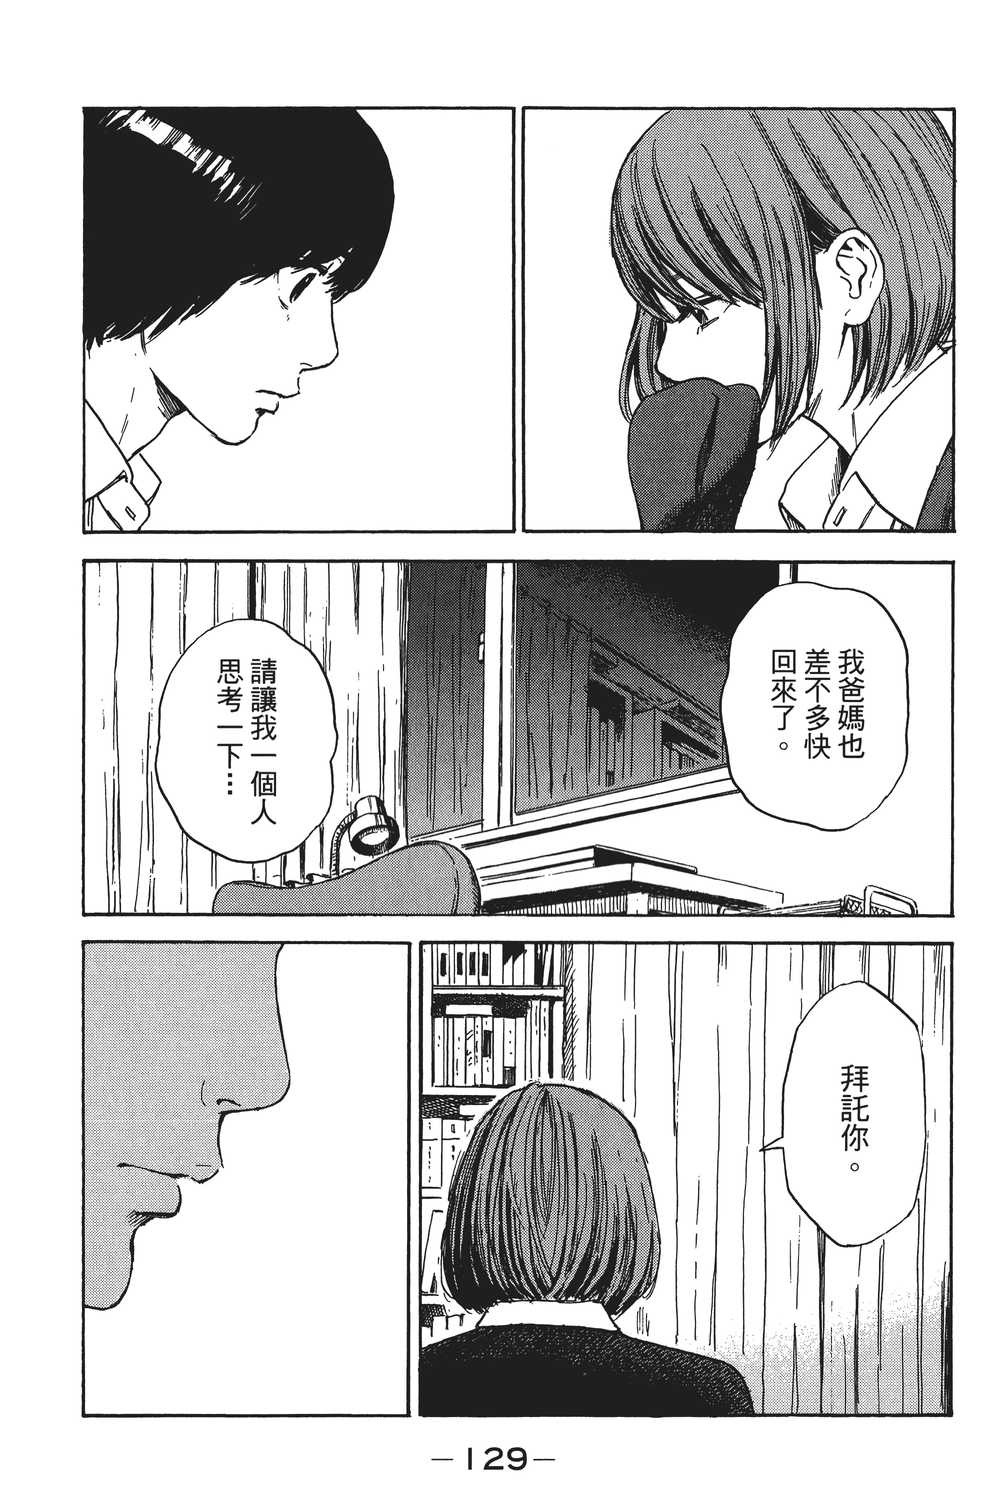 我爸媽也
差不多快
回來了。
請讓我一個人
思考一下…
拜託你。
—129—